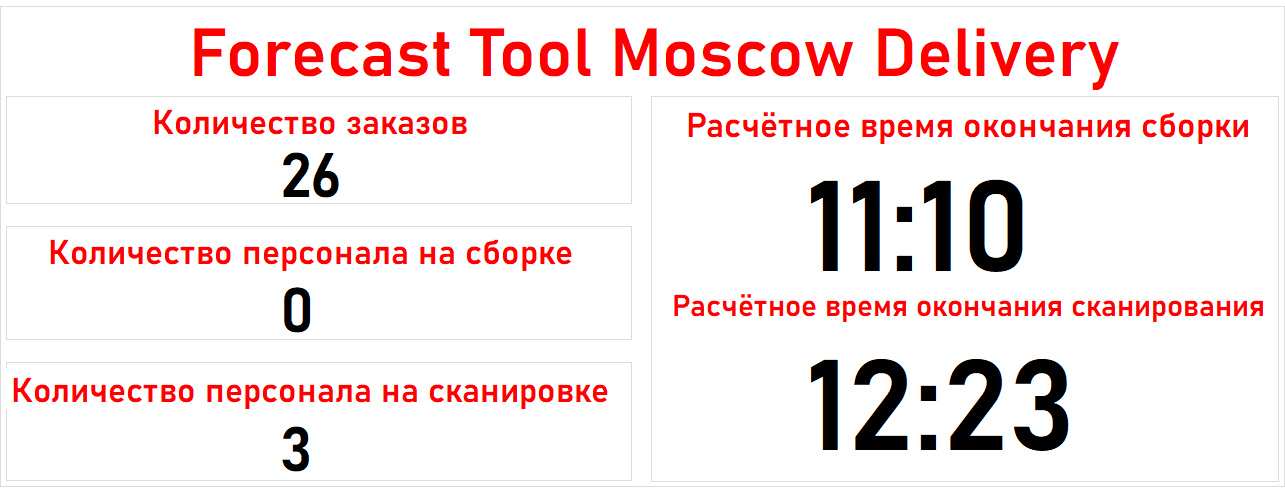 Forecast Tool Moscow Delivery
Количество заказов
26
Количество персонала на сборке
0
Количество персонала на сканировке
3
Расчётное время окончания сборки
11:10
Расчётное время окончания сканирования
12:23